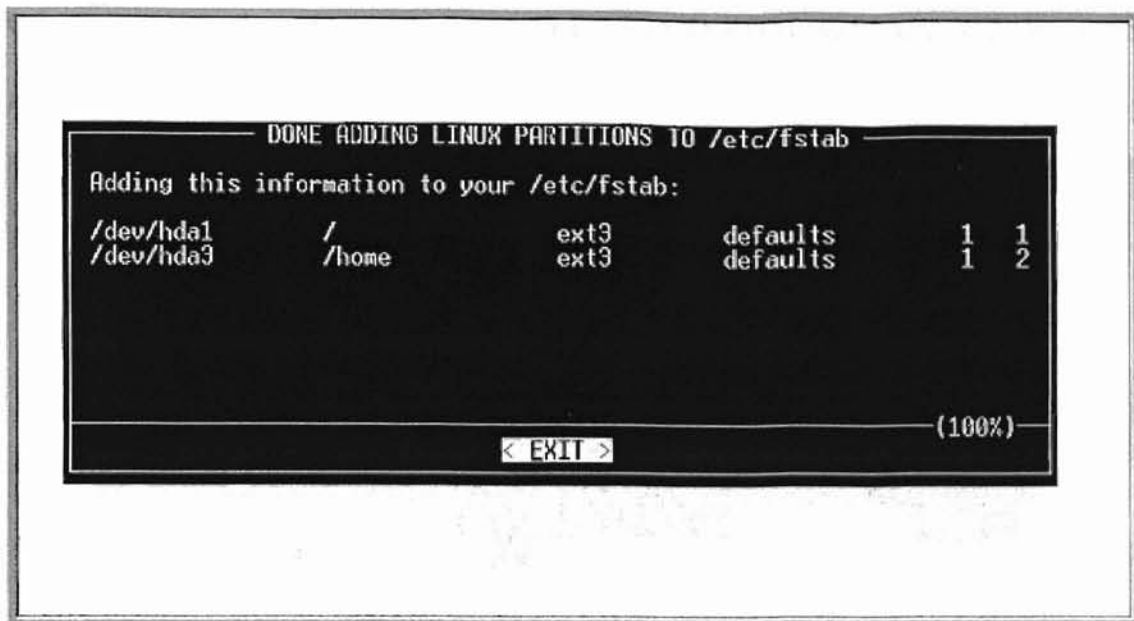 DONE ADDING LINUX PARTITIONS TO /etc/fstab
Adding this information to your /etc/fstab:
/dev/hda1 / ext3 defaults 1 1
/dev/hda3 /home ext3 defaults 1 2
(100%)
< EXIT >